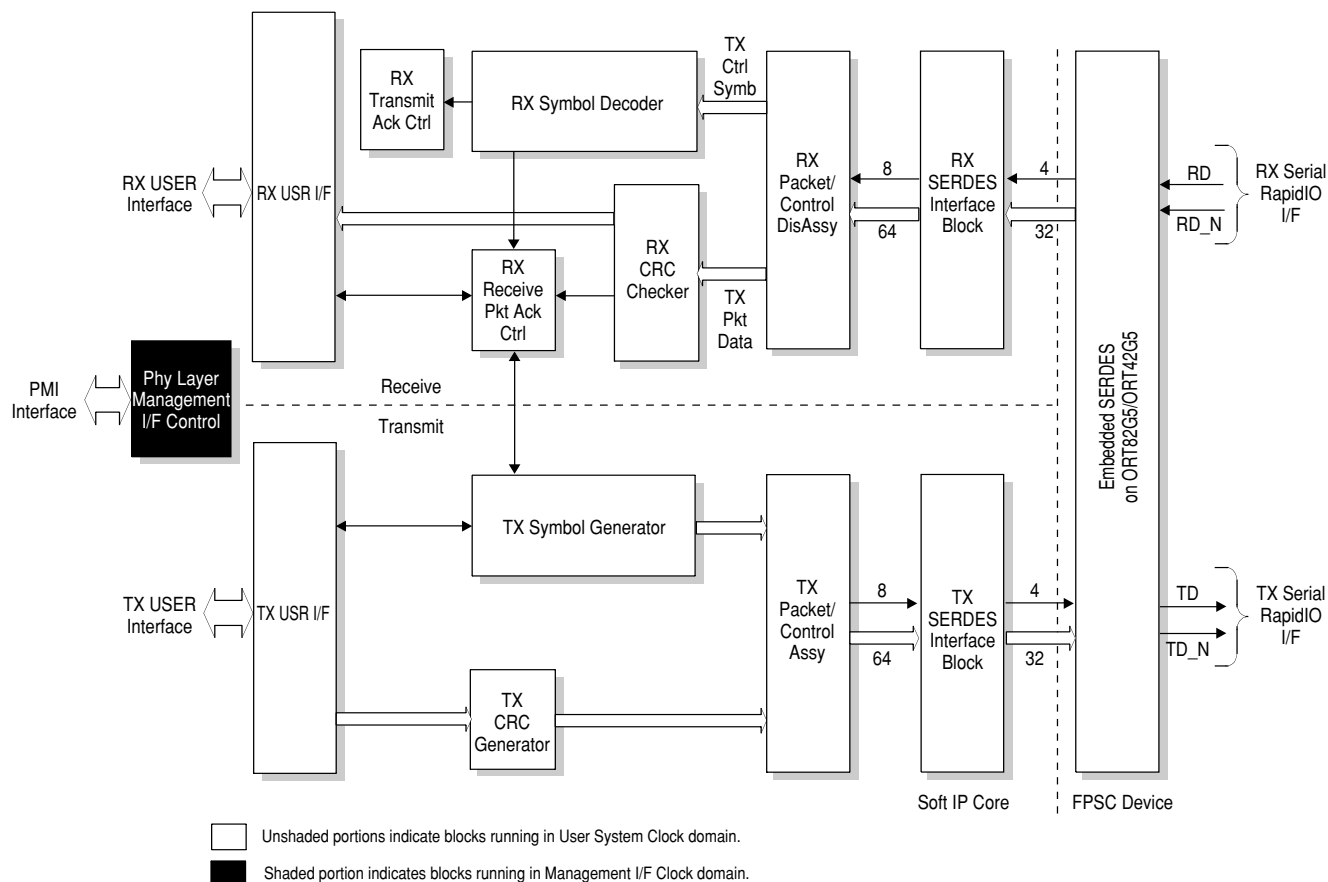 RX
Transmit
Ack Ctrl
RX Symbol Decoder
TX
Ctrl
Symb
RX
Packet/
Control
DisAssy
8
64
RX
SERDES
Interface
Block
4
32
RD
RD_N
RX Serial
RapidIO
I/F
RX USER
Interface
RX USR I/F
RX
CRC
Checker
RX
Receive
Pkt Ack
Ctrl
TX
Pkt
Data
Embedded SERDES
on ORT82G5/ORT42G5
PMI
Interface
Phy Layer
Management
I/F Control
Receive
Transmit
TX USER
Interface
TX USR I/F
TX Symbol Generator
TX
CRC
Generator
TX
Packet/
Control
Assy
8
64
TX
SERDES
Interface
Block
4
32
TD
TD_N
TX Serial
RapidIO
I/F
Soft IP Core
FPSC Device
Unshaded portions indicate blocks running in User System Clock domain.
Shaded portion indicates blocks running in Management I/F Clock domain.